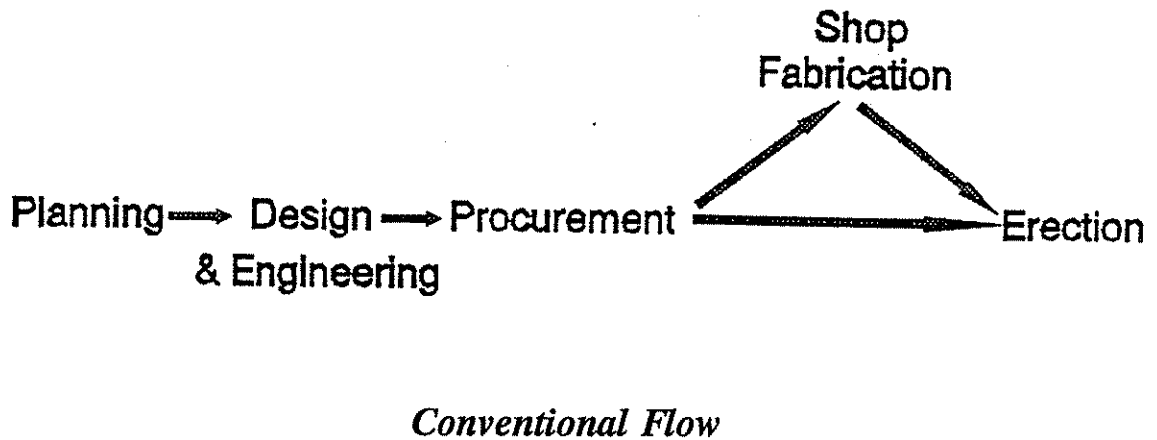 Shop
Fabrication
Planning
Design
Procurement
Erection
& Engineering
Conventional Flow